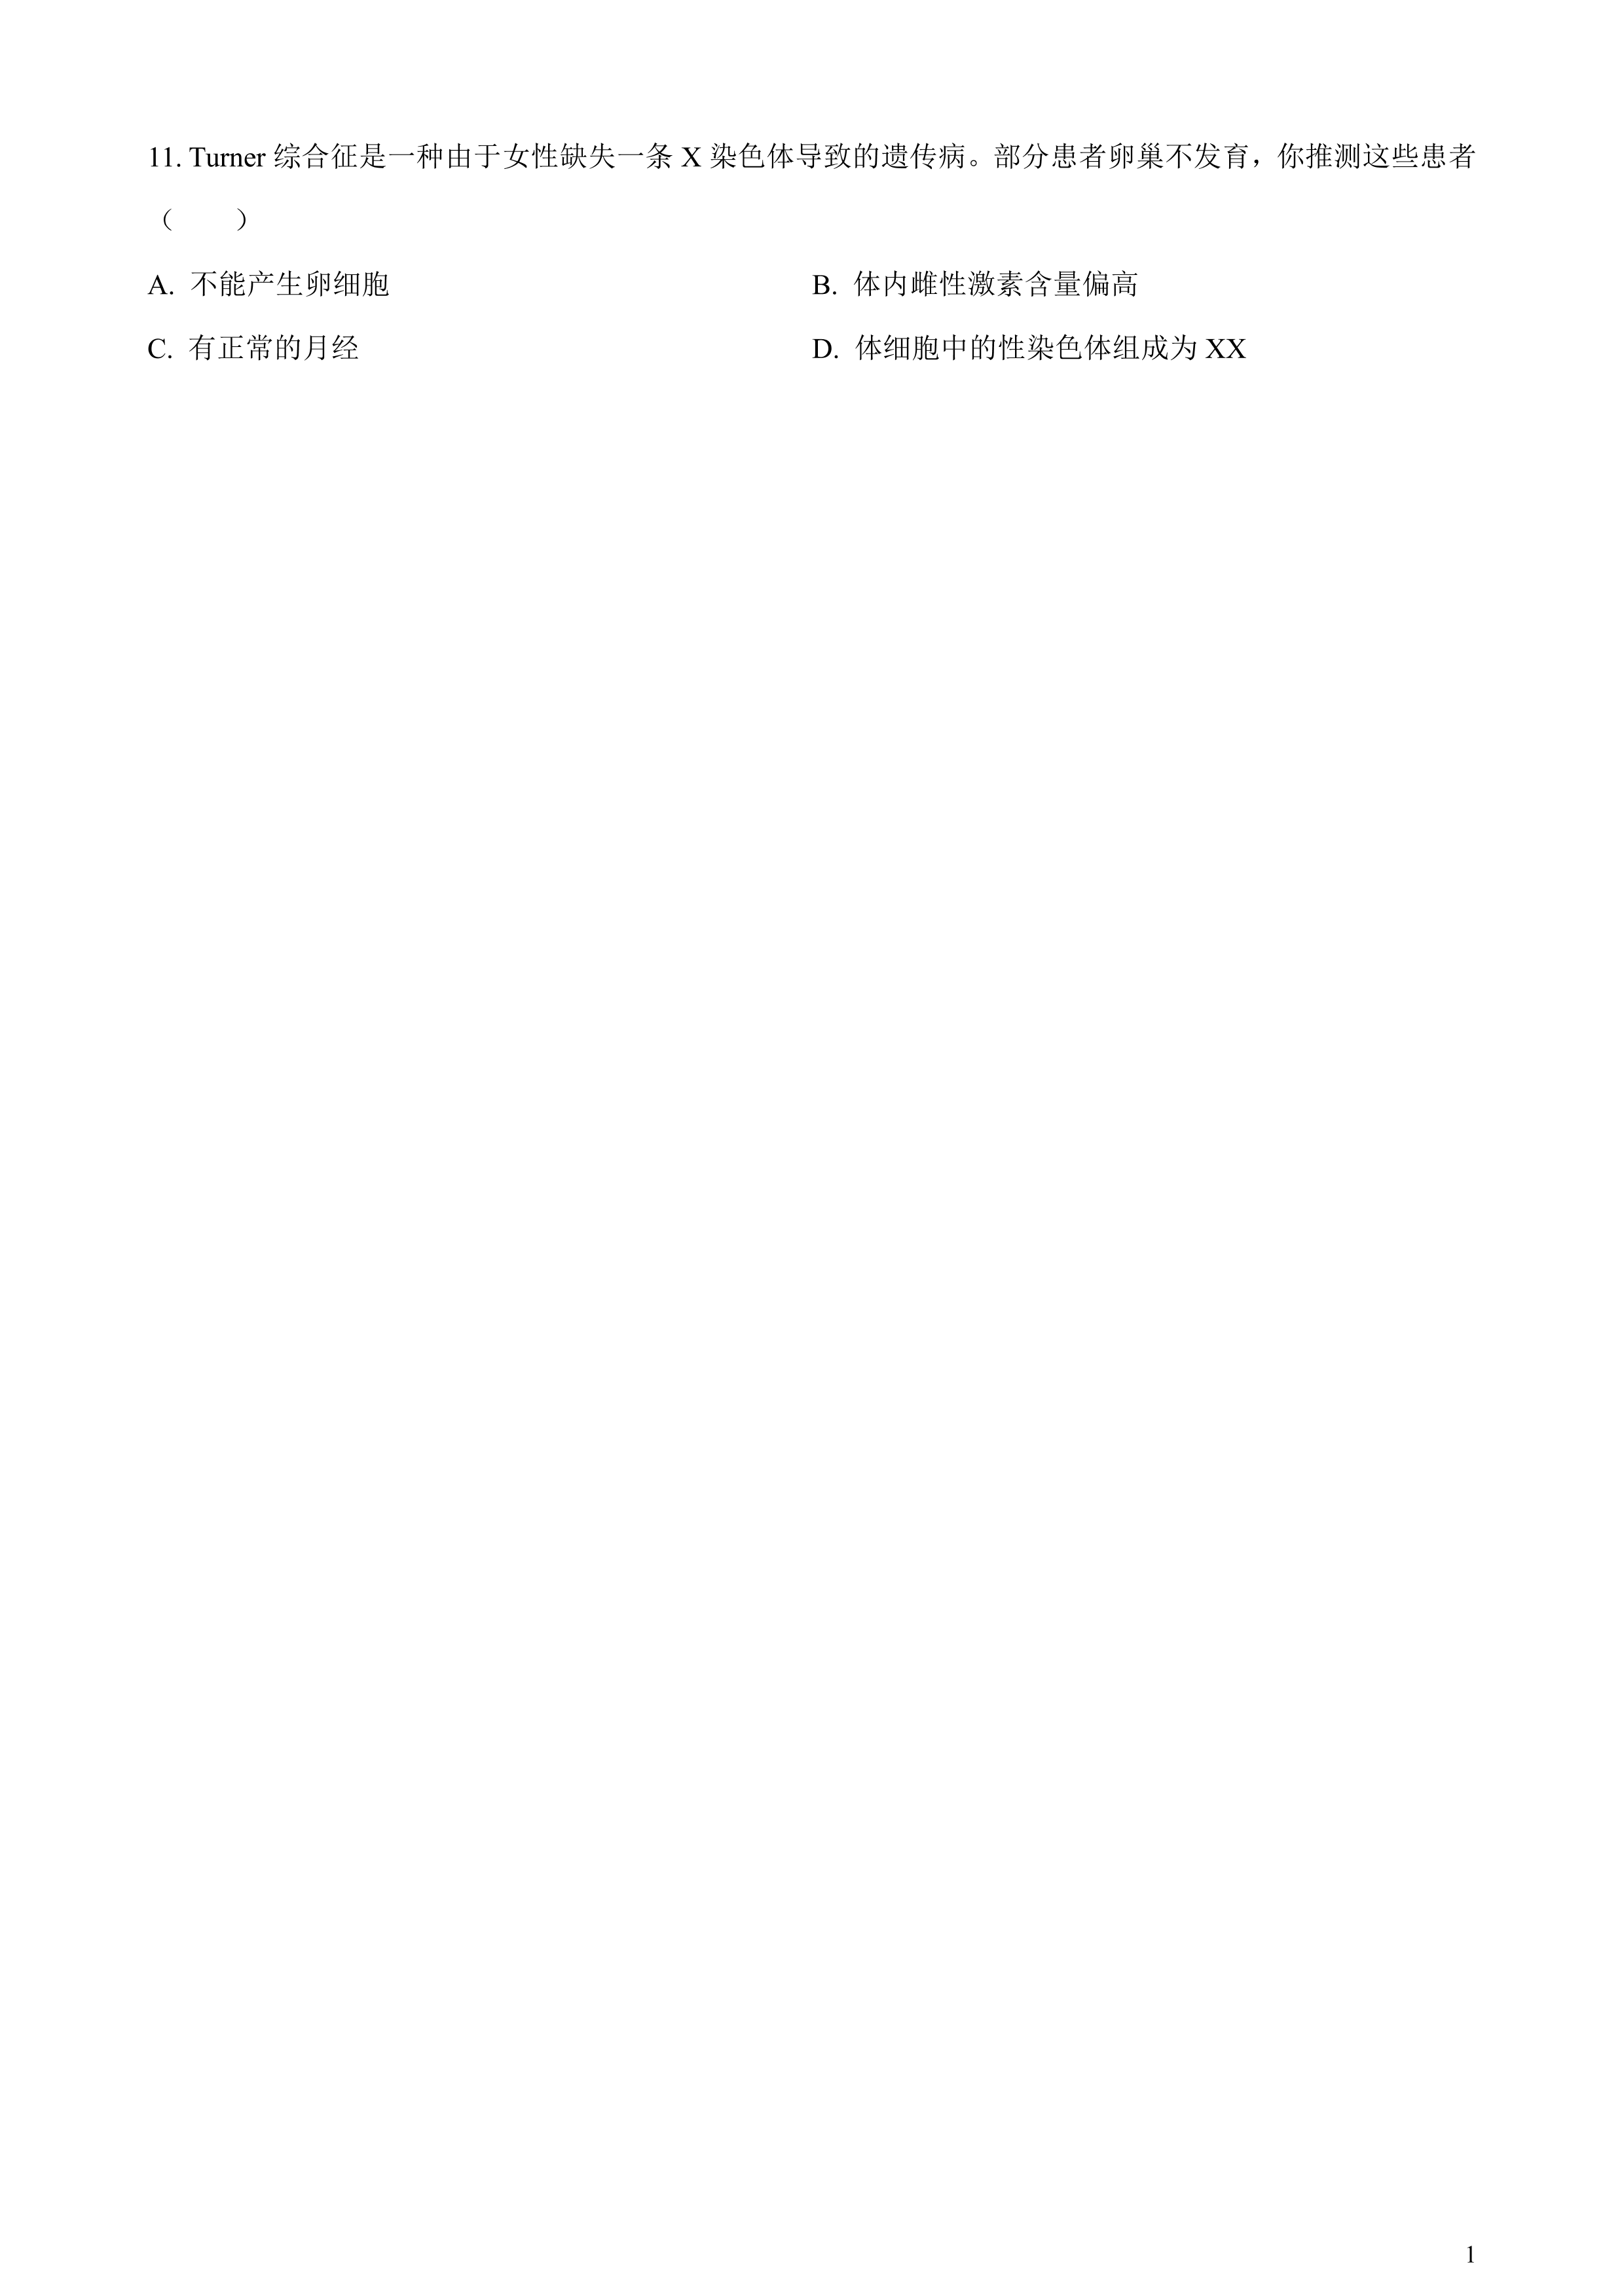 11. Turner 综合征是一种由于女性缺失一条 X 染色体导致的遗传病。部分患者卵巢不发育，你推测这些患者
（　　）
A. 不能产生卵细胞　　B. 体内雌性激素含量偏高
C. 有正常的月经　　D. 体细胞中的性染色体组成为 XX
1